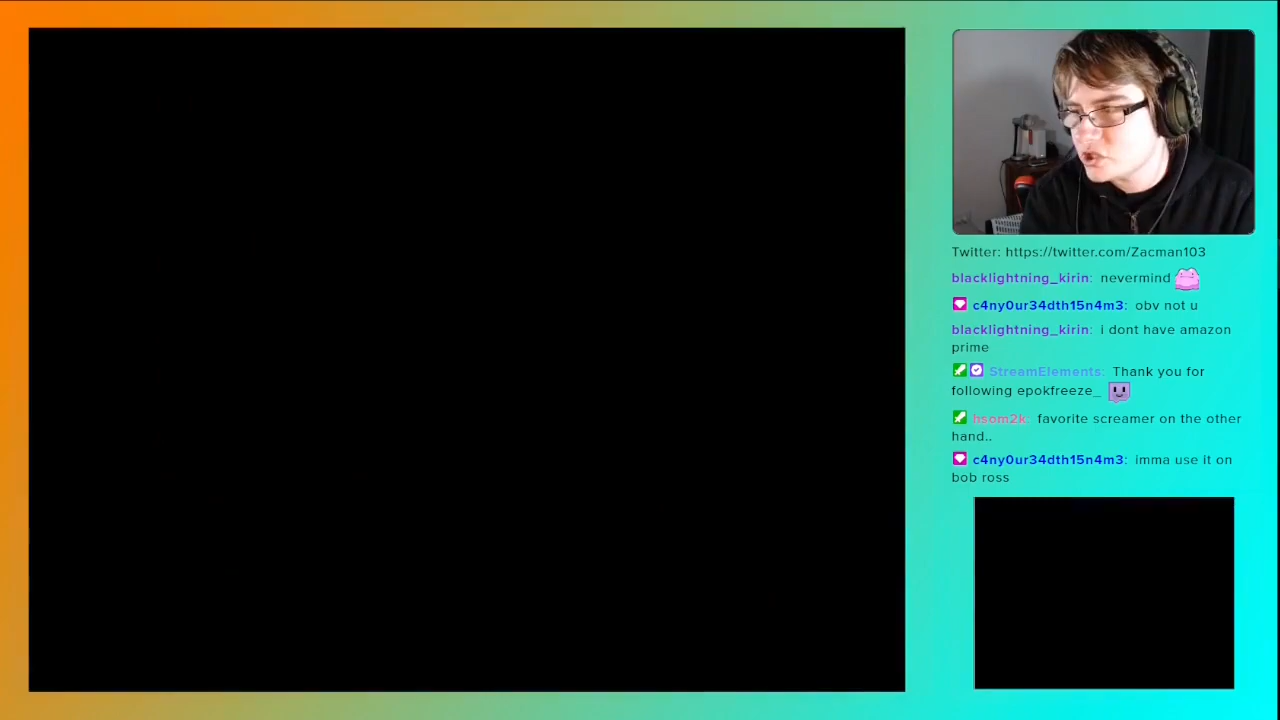 Twitter: https://twitter.com/Zacman103
blacklightning_kirin: nevermind
c4ny0ur34dth15n4m3: obv not u
blacklightning_kirin: i dont have amazon
prime
StreamElements: Thank you for
following epokfreeze_
hsom2k: favorite screamer on the other
hand..
c4ny0ur34dth15n4m3: imma use it on
bob ross